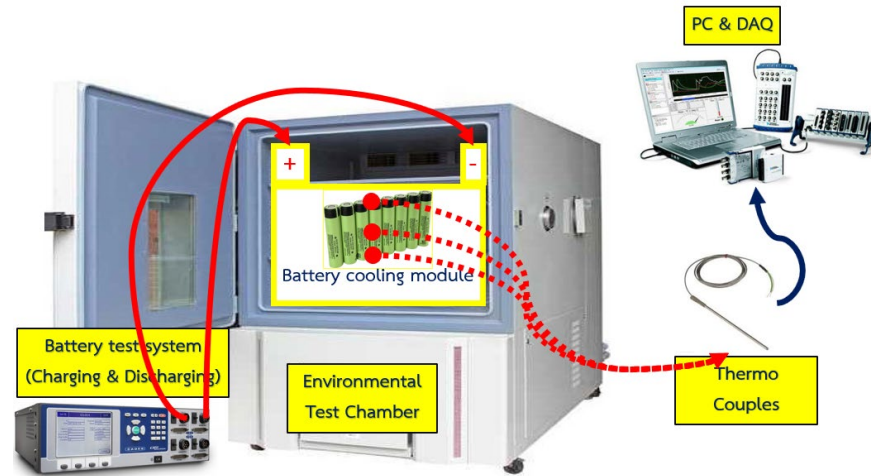 PC & DAQ
+
-
Battery cooling module
Battery test system
(Charging & Discharging)
Environmental
Test Chamber
Thermo
Couples